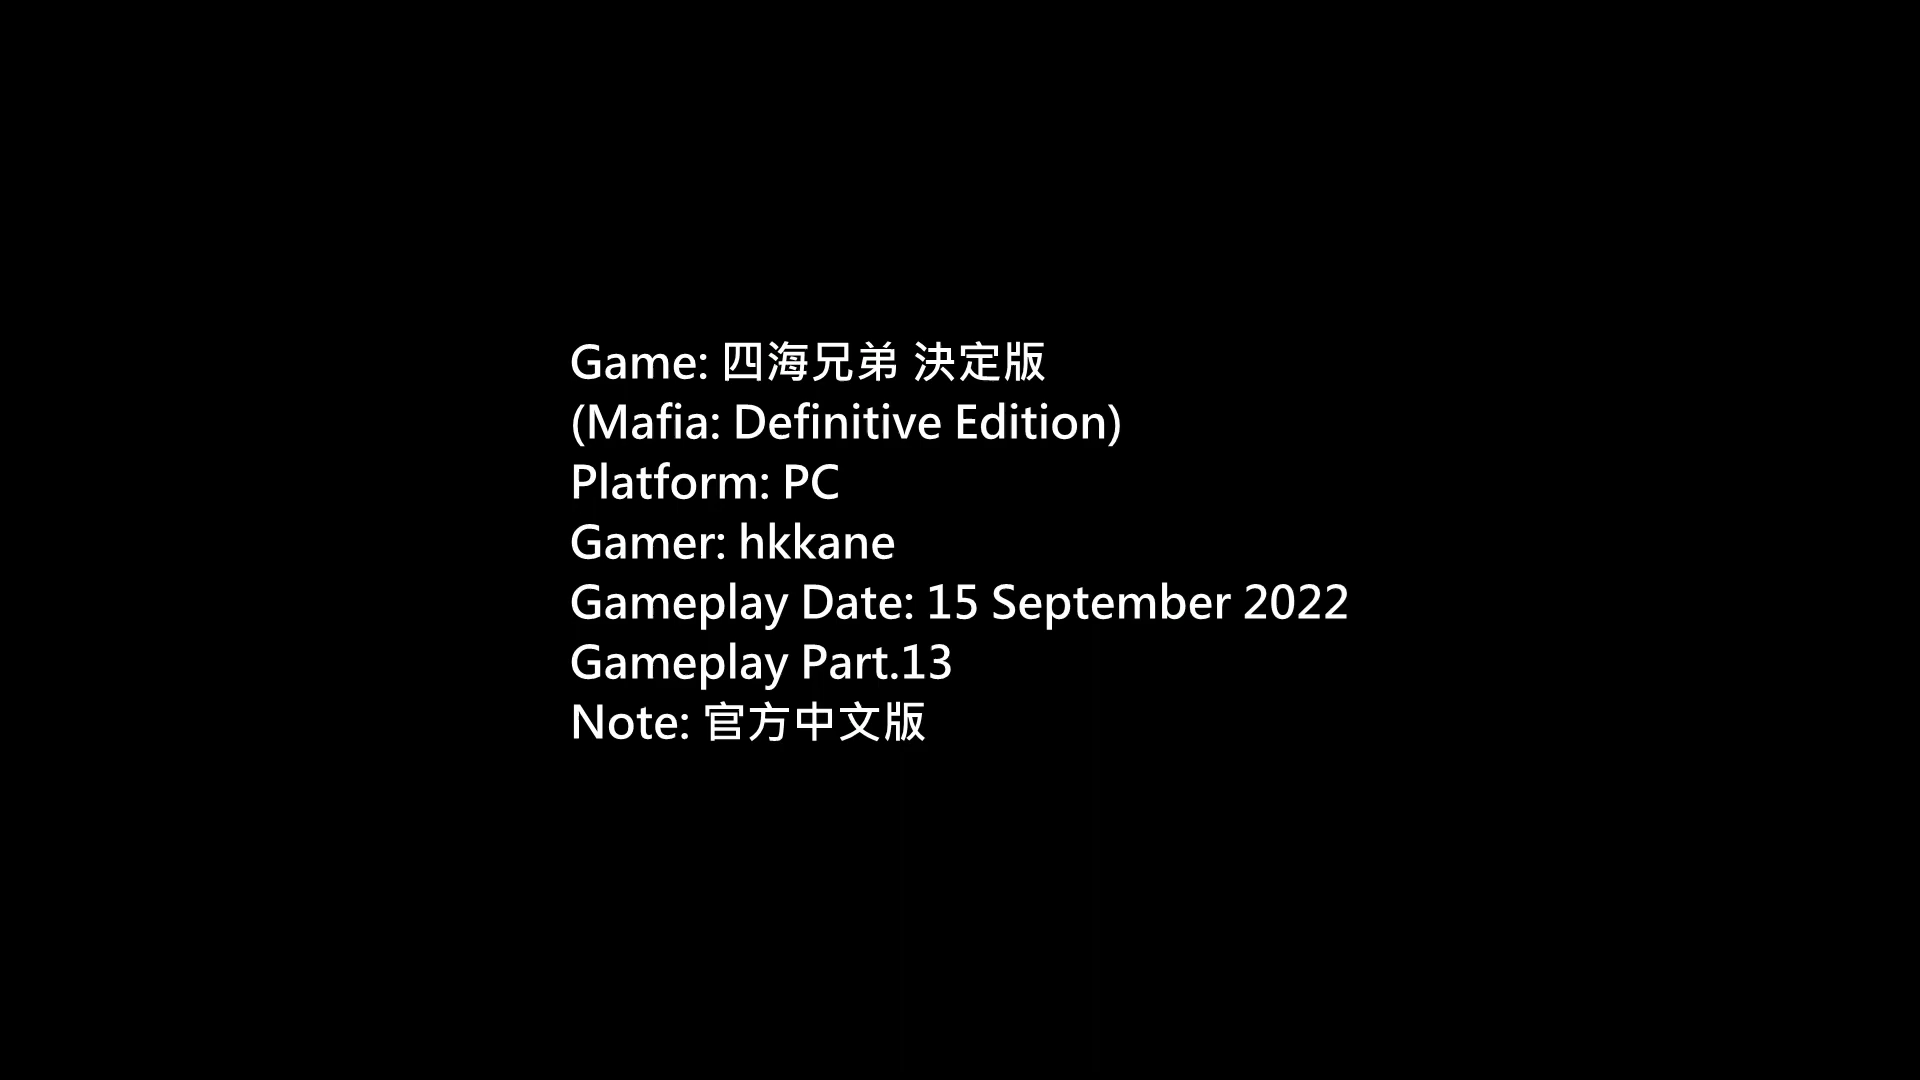 Game: 四海兄弟 決定版
(Mafia: Definitive Edition)
Platform: PC
Gamer: hkkane
Gameplay Date: 15 September 2022
Gameplay Part.13
Note: 官方中文版